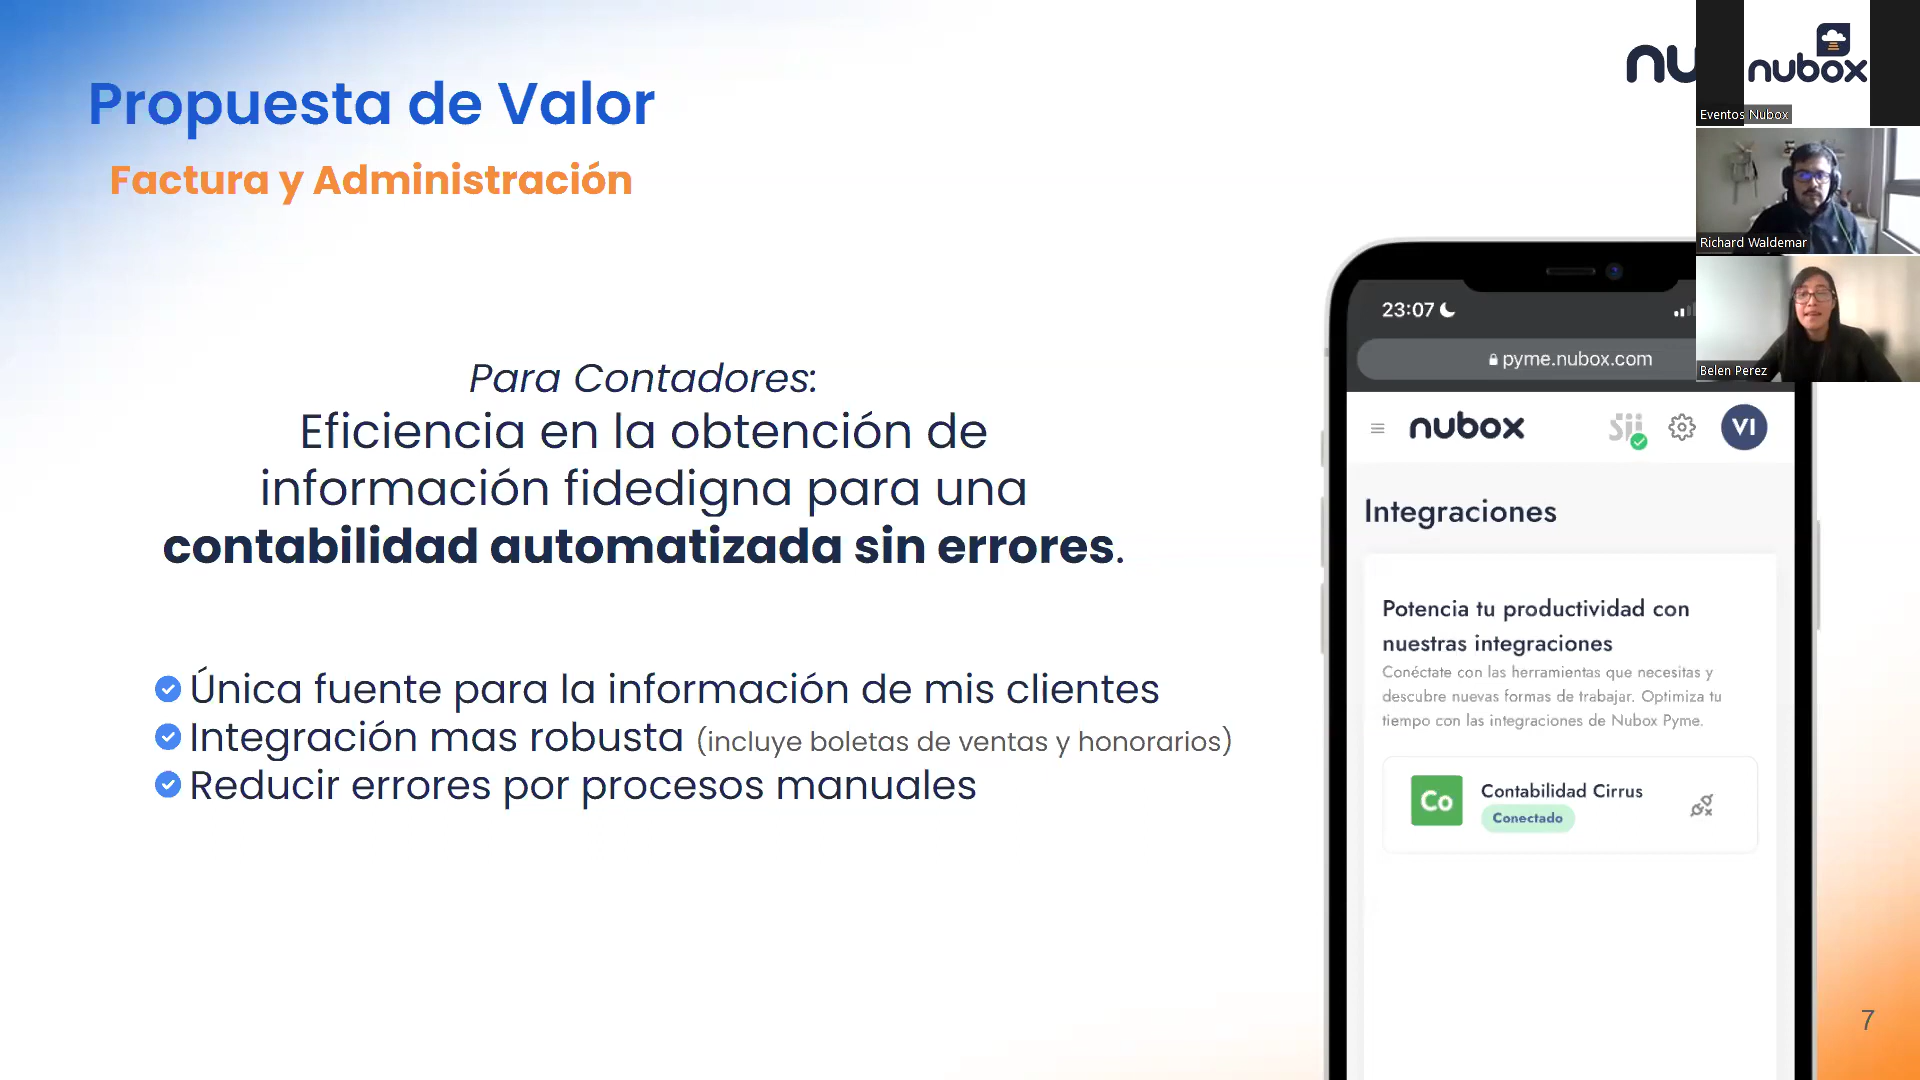 Propuesta de Valor
Factura y Administración
Para Contadores:
Eficiencia en la obtención de
información fidedigna para una
contabilidad automatizada sin errores.
Única fuente para la información de mis clientes
Integración mas robusta (incluye boletas de ventas y honorarios)
Reducir errores por procesos manuales
23:07
pyme.nubox.com
nubox
sii
VI
Integraciones
Potencia tu productividad con
nuestras integraciones
Conéctate con las herramientas que necesitas y
descubre nuevas formas de trabajar. Optimiza tu
tiempo con las integraciones de Nubox Pyme.
Co
Contabilidad Cirrus
Conectado
nu
nubox
Eventos Nubox
Richard Waldemar
Belen Perez
7